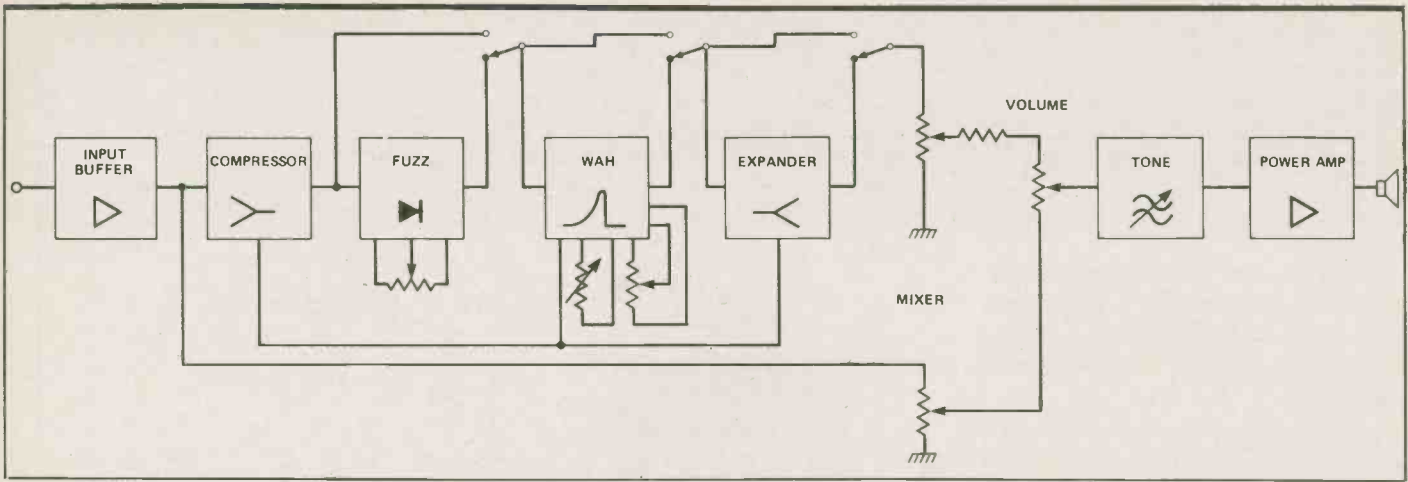 VOLUME
INPUT
BUFFER
COMPRESSOR
FUZZ
WAH
EXPANDER
TONE
POWER AMP
MIXER